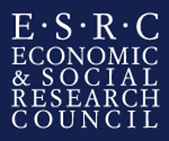 E·S·R·C
ECONOMIC
& SOCIAL
RESEARCH
COUNCIL